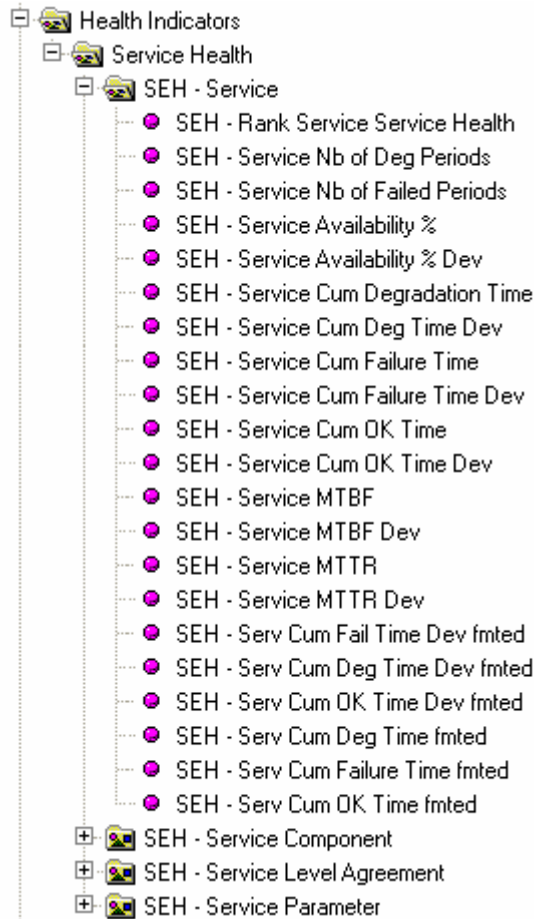 Health Indicators
Service Health
SEH - Service
SEH - Rank Service Service Health
SEH - Service Nb of Deg Periods
SEH - Service Nb of Failed Periods
SEH - Service Availability %
SEH - Service Availability % Dev
SEH - Service Cum Degradation Time
SEH - Service Cum Deg Time Dev
SEH - Service Cum Failure Time
SEH - Service Cum Failure Time Dev
SEH - Service Cum OK Time
SEH - Service Cum OK Time Dev
SEH - Service MTBF
SEH - Service MTBF Dev
SEH - Service MTTR
SEH - Service MTTR Dev
SEH - Serv Cum Fail Time Dev fmted
SEH - Serv Cum Deg Time Dev fmted
SEH - Serv Cum OK Time Dev fmted
SEH - Serv Cum Deg Time fmted
SEH - Serv Cum Failure Time fmted
SEH - Serv Cum OK Time fmted
SEH - Service Component
SEH - Service Level Agreement
SEH - Service Parameter